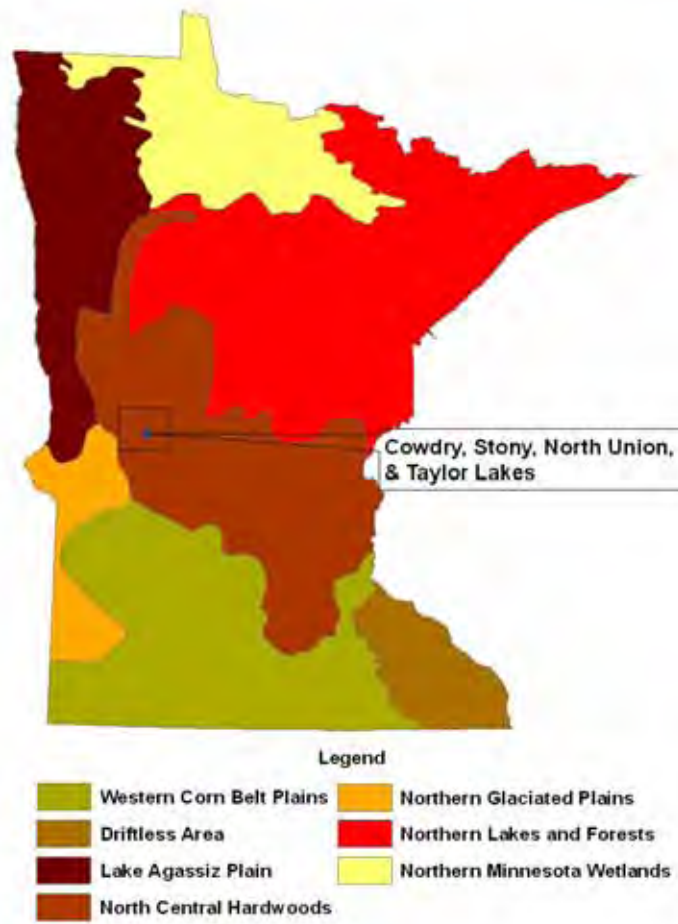 Cowdry, Stony, North Union,
& Taylor Lakes
Legend
Western Corn Belt Plains
Northern Glaciated Plains
Driftless Area
Northern Lakes and Forests
Lake Agassiz Plain
Northern Minnesota Wetlands
North Central Hardwoods